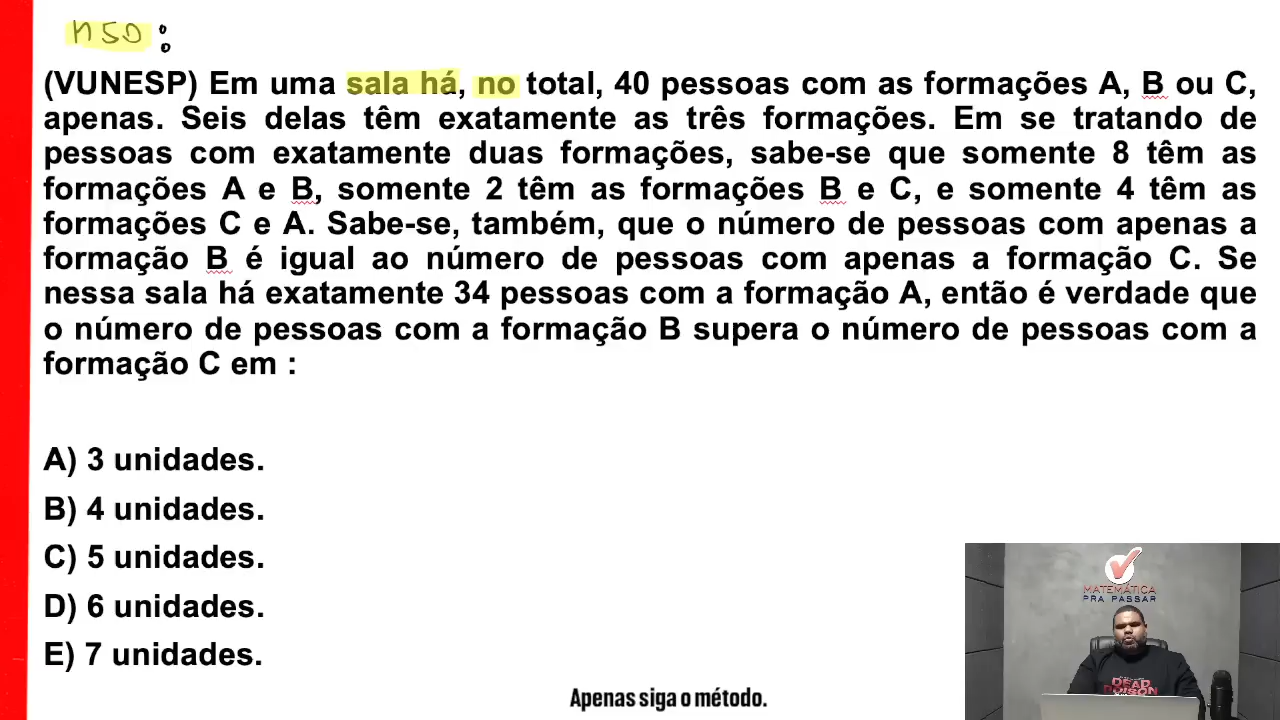 n50:
(VUNESP) Em uma sala há, no total, 40 pessoas com as formações A, B ou C,
apenas. Seis delas têm exatamente as três formações. Em se tratando de
pessoas com exatamente duas formações, sabe-se que somente 8 têm as
formações A e B, somente 2 têm as formações B e C, e somente 4 têm as
formações C e A. Sabe-se, também, que o número de pessoas com apenas a
formação B é igual ao número de pessoas com apenas a formação C. Se
nessa sala há exatamente 34 pessoas com a formação A, então é verdade que
o número de pessoas com a formação B supera o número de pessoas com a
formação C em :
A) 3 unidades.
B) 4 unidades.
C) 5 unidades.
D) 6 unidades.
E) 7 unidades.
MATEMÁTICA
PRA PASSAR
DEAD
POISON
Apenas siga o método.